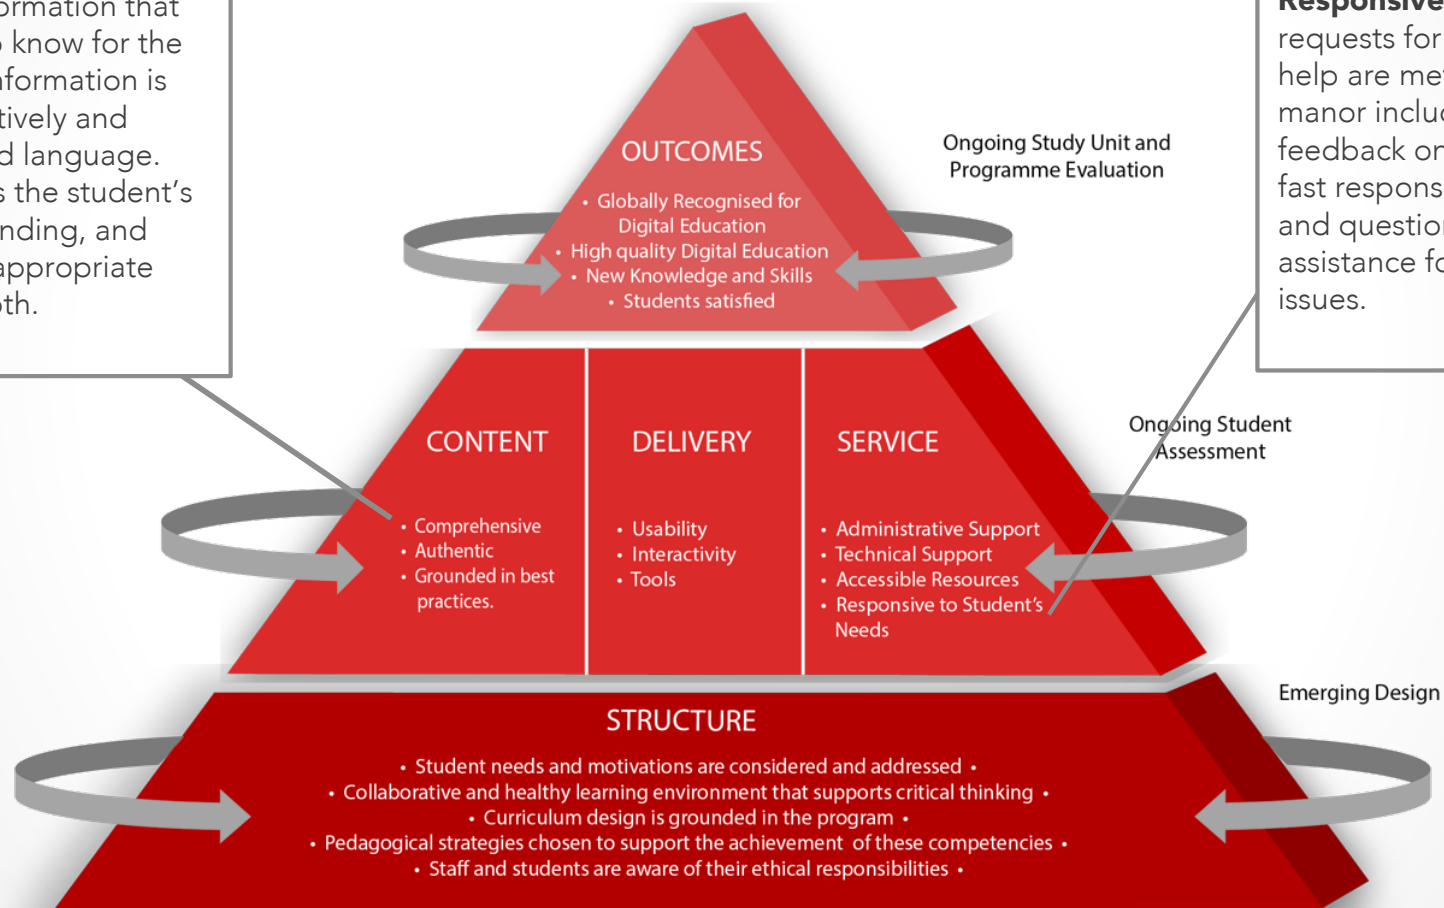 ormation that
know for the
formation is
tively and
d language.
s the student's
nding, and
appropriate
oth.
Responsive
requests for
help are met
manor includ
feedback on
fast respons
and question
assistance fo
issues.
OUTCOMES
• Globally Recognised for
Digital Education
• High quality Digital Education
• New Knowledge and Skills
• Students satisfied
Ongoing Study Unit and
Programme Evaluation
CONTENT
• Comprehensive
• Authentic
• Grounded in best
practices.
DELIVERY
• Usability
• Interactivity
• Tools
SERVICE
• Administrative Support
• Technical Support
• Accessible Resources
• Responsive to Student's
Needs
Ongoing Student
Assessment
STRUCTURE
• Student needs and motivations are considered and addressed •
• Collaborative and healthy learning environment that supports critical thinking •
• Curriculum design is grounded in the program •
• Pedagogical strategies chosen to support the achievement of these competencies •
• Staff and students are aware of their ethical responsibilities •
Emerging Design